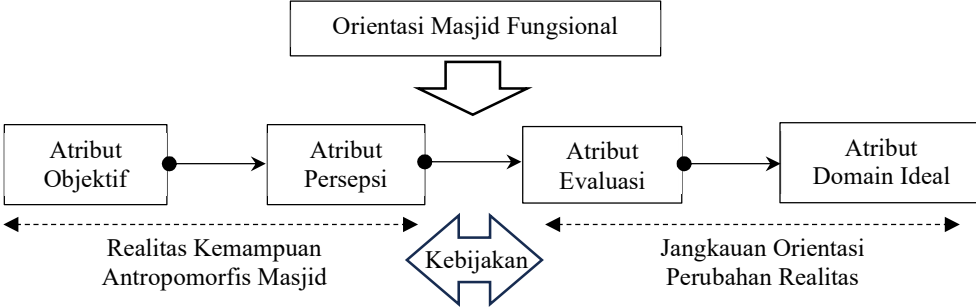 Orientasi Masjid Fungsional
Atribut
Objektif
Atribut
Persepsi
Atribut
Evaluasi
Atribut
Domain Ideal
Realitas Kemampuan
Antropomorfis Masjid
Kebijakan
Jangkauan Orientasi
Perubahan Realitas